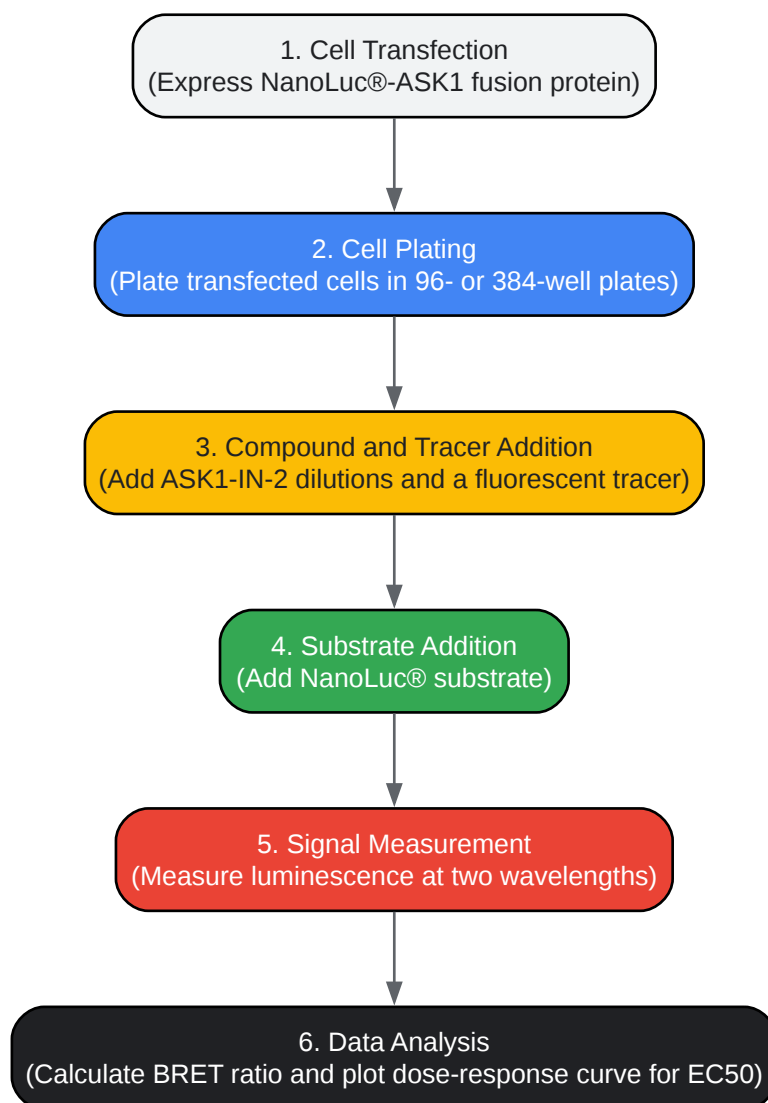 1. Cell Transfection
(Express NanoLuc®-ASK1 fusion protein)
2. Cell Plating
(Plate transfected cells in 96- or 384-well plates)
3. Compound and Tracer Addition
(Add ASK1-IN-2 dilutions and a fluorescent tracer)
4. Substrate Addition
(Add NanoLuc® substrate)
5. Signal Measurement
(Measure luminescence at two wavelengths)
6. Data Analysis
(Calculate BRET ratio and plot dose-response curve for EC50)